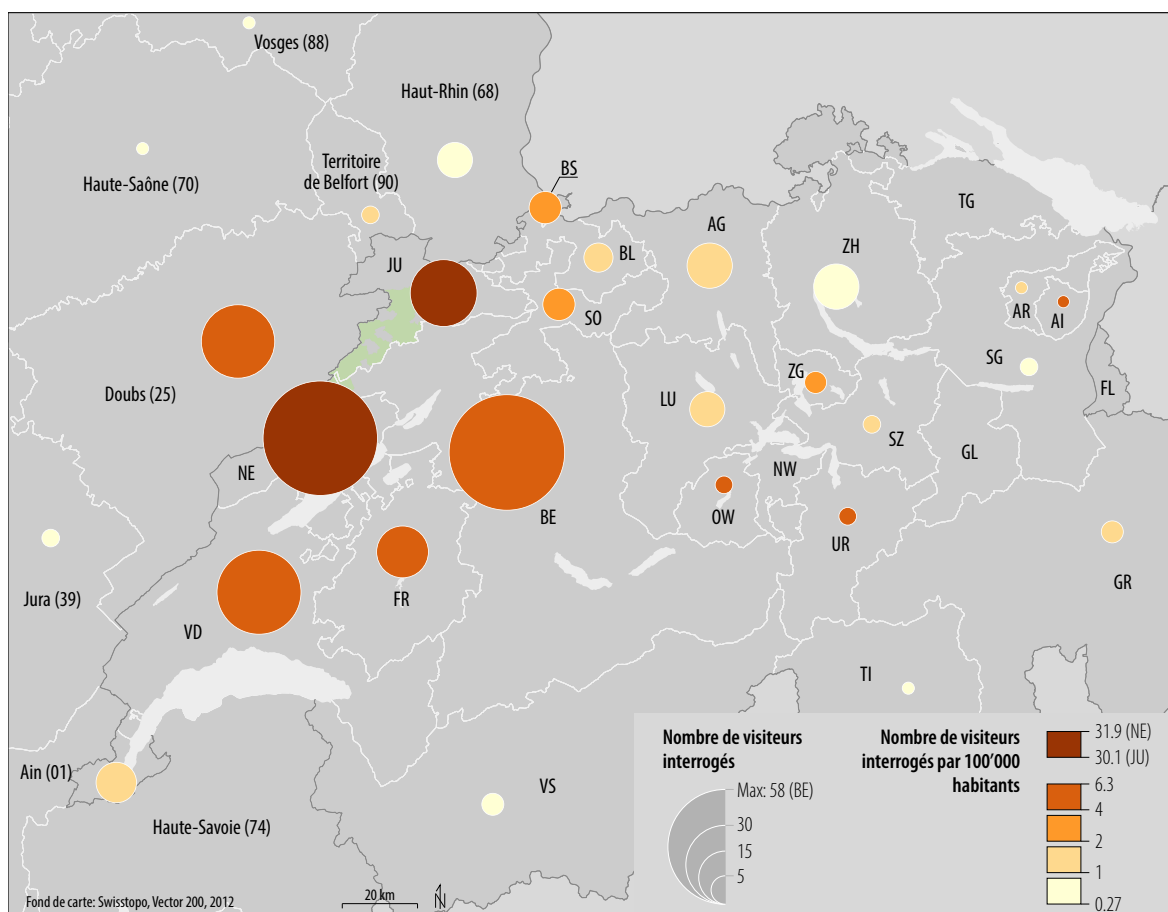 Vosges (88)
Haut-Rhin (68)
Haute-Saône (70)
Territoire
de Belfort (90)
BS
TG
AG
ZH
BL
JU
SO
AR
AI
SG
FL
ZG
LU
SZ
GL
Doubs (25)
NE
NW
BE
OW
UR
Jura (39)
FR
GR
VD
TI
Ain (01)
VS
Haute-Savoie (74)
Nombre de visiteurs
interrogés
Max: 58 (BE)
30
15
5
Nombre de visiteurs
interrogés par 100'000
habitants
31.9 (NE)
30.1 (JU)
6.3
4
2
1
0.27
Fond de carte: Swisstopo, Vector 200, 2012
20 km
N